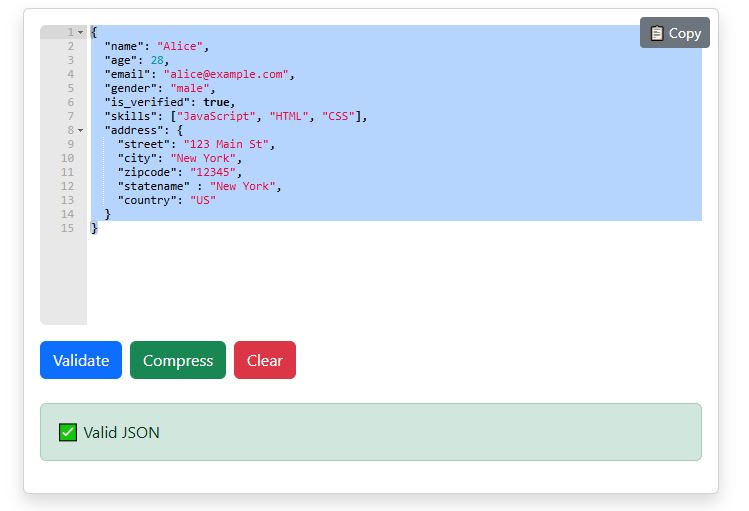 1 {
2   "name": "Alice",
3   "age": 28,
4   "email": "alice@example.com",
5   "gender": "male",
6   "is_verified": true,
7   "skills": ["JavaScript", "HTML", "CSS"],
8   "address": {
9     "street": "123 Main St",
10     "city": "New York",
11     "zipcode": "12345",
12     "statename" : "New York",
13     "country": "US"
14   }
15 }
Copy
Validate Compress Clear
Valid JSON